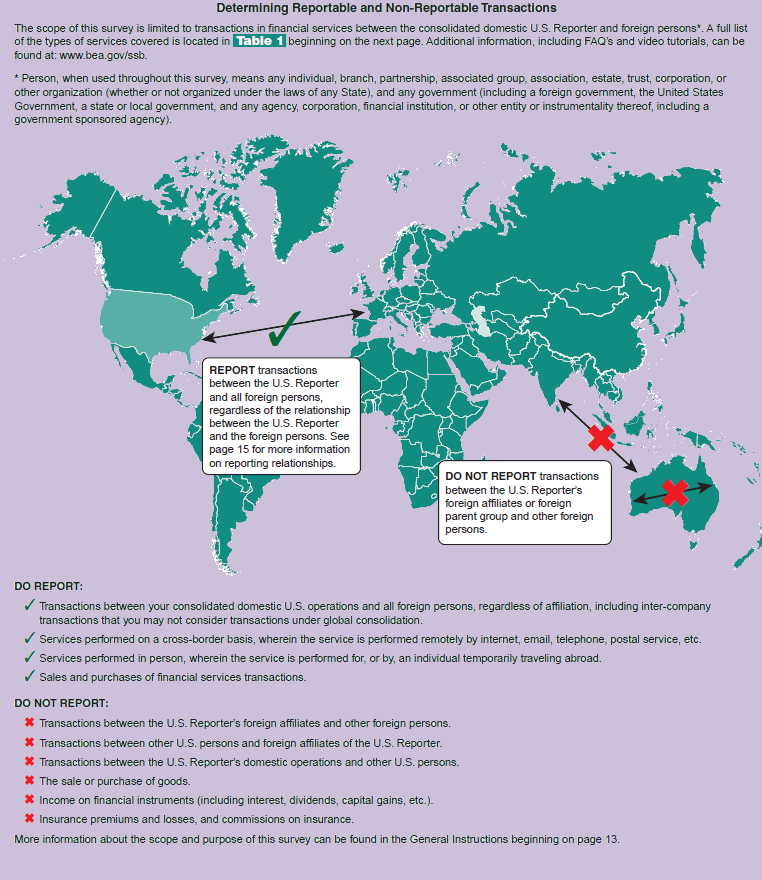 Determining Reportable and Non-Reportable Transactions
The scope of this survey is limited to transactions in financial services between the consolidated domestic U.S. Reporter and foreign persons*. A full list
of the types of services covered is located in Table 1 beginning on the next page. Additional information, including FAQ's and video tutorials, can be
found at: www.bea.gov/ssb.
* Person, when used throughout this survey, means any individual, branch, partnership, associated group, association, estate, trust, corporation, or
other organization (whether or not organized under the laws of any State), and any government (including a foreign government, the United States
Government, a state or local government, and any agency, corporation, financial institution, or other entity or instrumentality thereof, including a
government sponsored agency).
REPORT transactions
between the U.S. Reporter
and all foreign persons,
regardless of the relationship
between the U.S. Reporter
and the foreign persons. See
page 15 for more information
on reporting relationships.
DO NOT REPORT transactions
between the U.S. Reporter's
foreign affiliates or foreign
parent group and other foreign
persons.
DO REPORT:
✓ Transactions between your consolidated domestic U.S. operations and all foreign persons, regardless of affiliation, including inter-company
transactions that you may not consider transactions under global consolidation.
✓ Services performed on a cross-border basis, wherein the service is performed remotely by internet, email, telephone, postal service, etc.
✓ Services performed in person, wherein the service is performed for, or by, an individual temporarily traveling abroad.
✓ Sales and purchases of financial services transactions.
DO NOT REPORT:
✖ Transactions between the U.S. Reporter's foreign affiliates and other foreign persons.
✖ Transactions between other U.S. persons and foreign affiliates of the U.S. Reporter.
✖ Transactions between the U.S. Reporter's domestic operations and other U.S. persons.
✖ The sale or purchase of goods.
✖ Income on financial instruments (including interest, dividends, capital gains, etc.).
✖ Insurance premiums and losses, and commissions on insurance.
More information about the scope and purpose of this survey can be found in the General Instructions beginning on page 13.